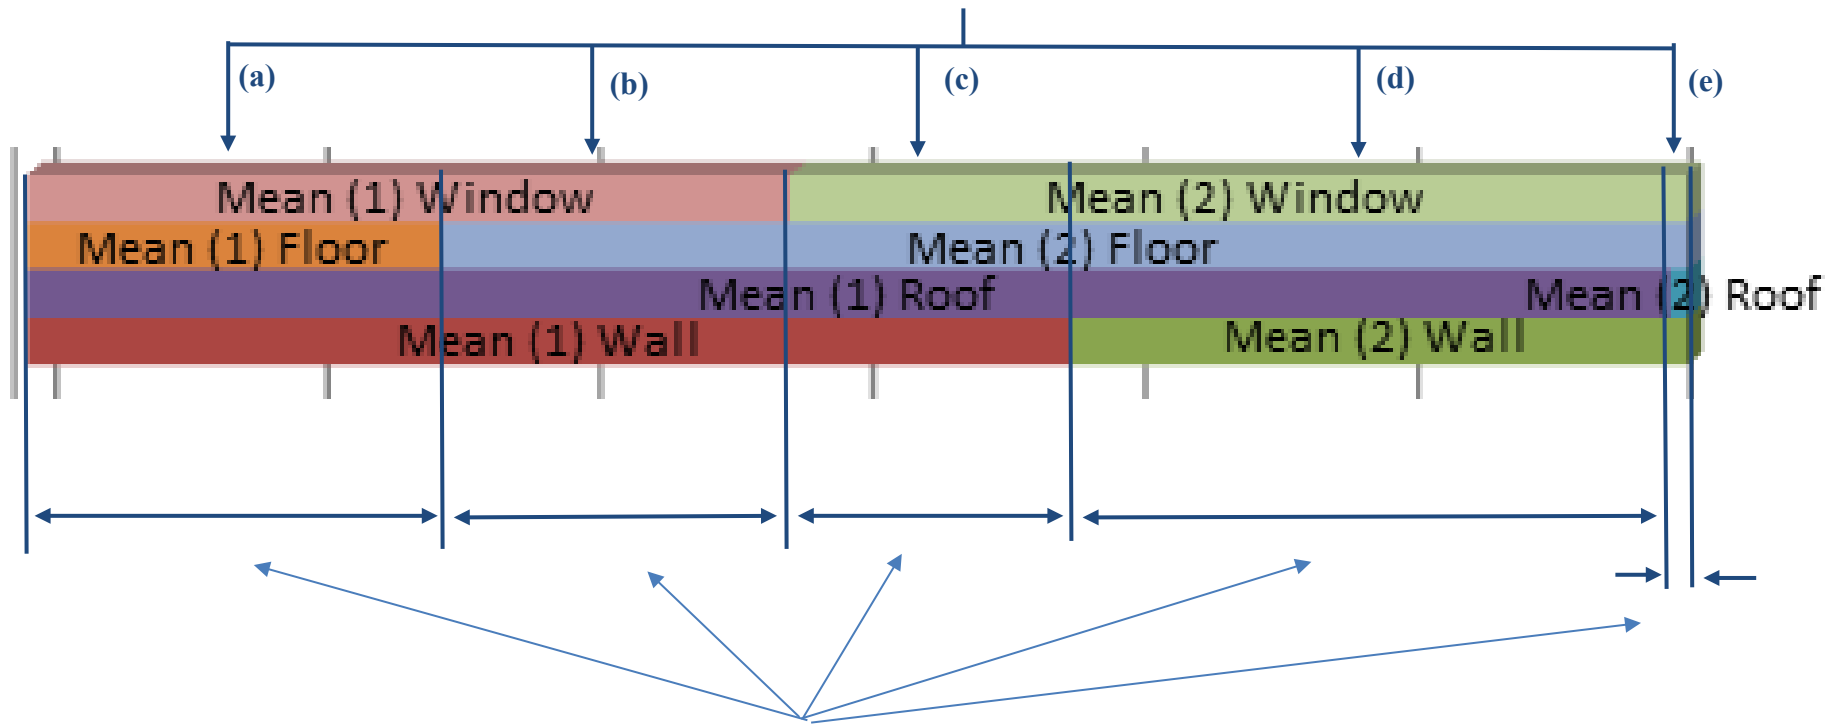 (a) (b) (c) (d) (e)
Mean (1) Window Mean (2) Window
Mean (1) Floor Mean (2) Floor
Mean (1) Roof Mean (2) Roof
Mean (1) Wall Mean (2) Wall